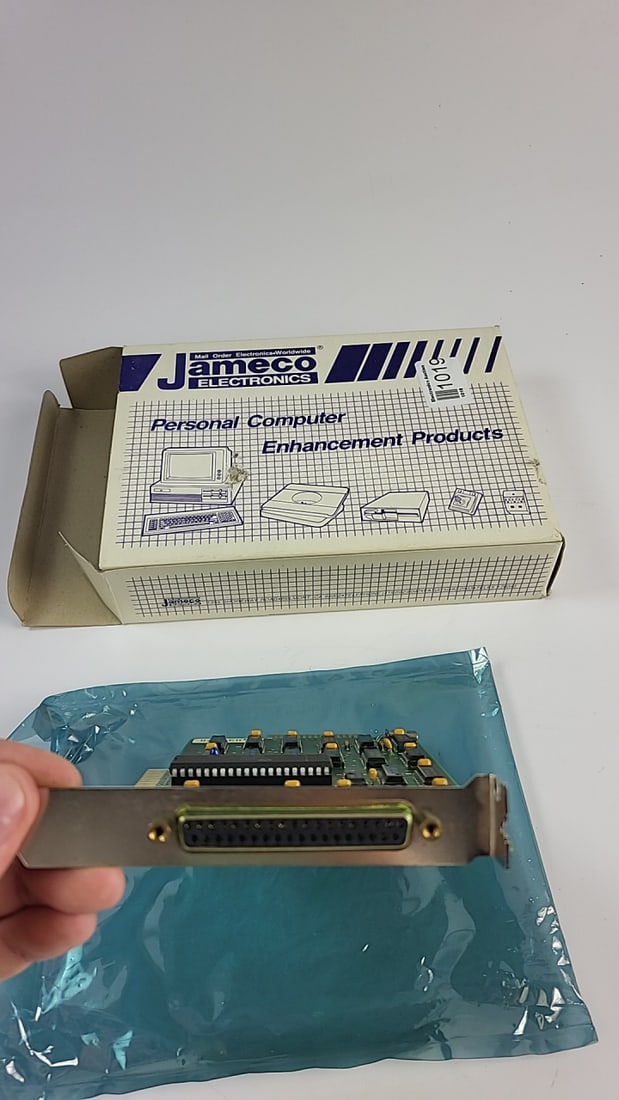 Mail Order Electronics•Worldwide
Jameco®
ELECTRONICS
1019
Personal Computer
Enhancement Products
Jameco